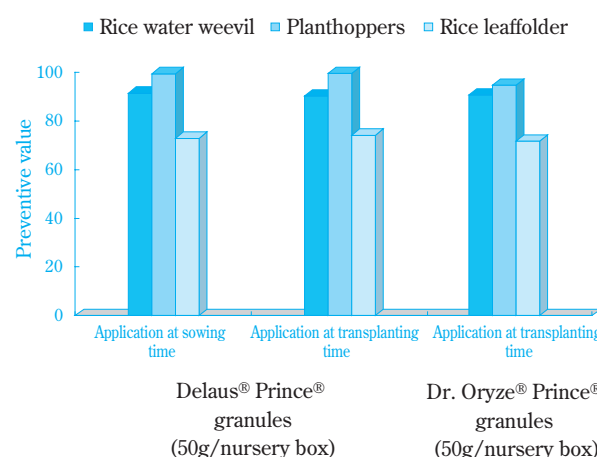 Rice water weevil Planthoppers Rice leaffolder
Preventive value
100
80
60
40
20
0
Application at sowing
time
Application at transplanting
time
Application at transplanting
time
Delaus® Prince®
granules
(50g/nursery box)
Dr. Oryze® Prince®
granules
(50g/nursery box)